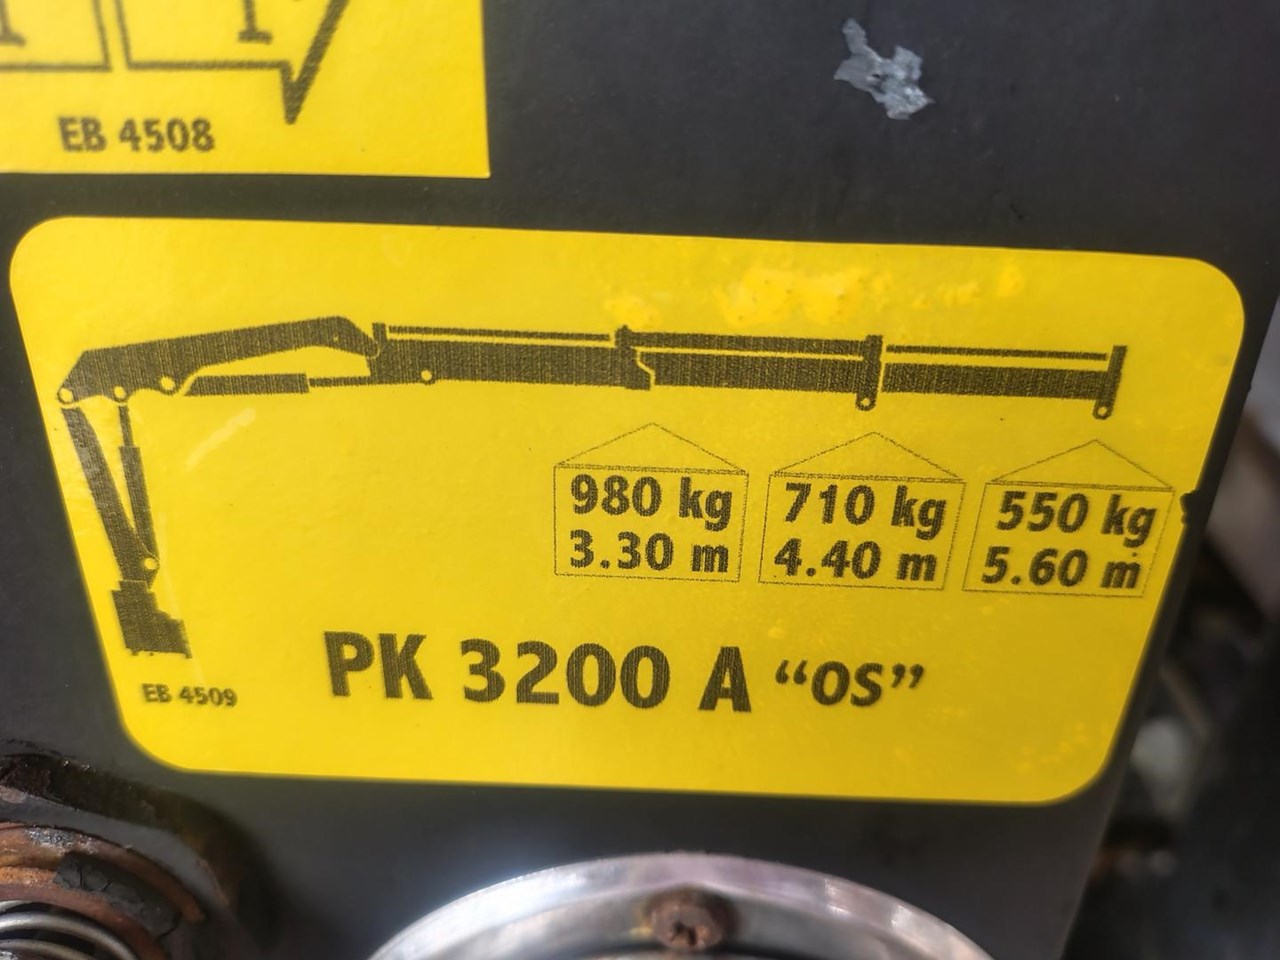 EB 4508
980 kg
3.30 m
710 kg
4.40 m
550 kg
5.60 m
PK 3200 A “OS”
EB 4509